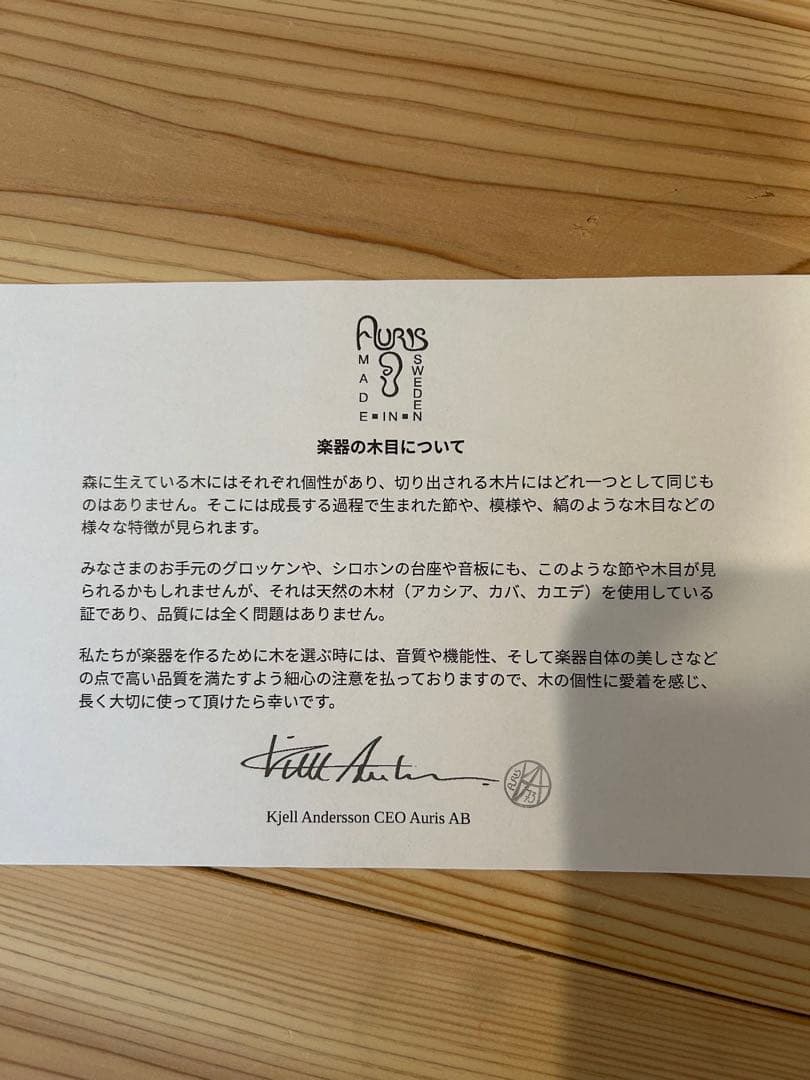 AURIS
MADE IN SWEDEN
楽器の木目について
森に生えている木にはそれぞれ個性があり、切り出される木片にはどれ一つとして同じも
のはありません。そこには成長する過程で生まれた節や、模様や、縞のような木目などの
様々な特徴が見られます。
みなさまのお手元のグロッケンや、シロホンの台座や音板にも、このような節や木目が見
られるかもしれませんが、それは天然の木材（アカシア、カバ、カエデ）を使用している
証であり、品質には全く問題はありません。
私たちが楽器を作るために木を選ぶ時には、音質や機能性、そして楽器自体の美しさなど
の点で高い品質を満たすよう細心の注意を払っておりますので、木の個性に愛着を感じ、
長く大切に使って頂けたら幸いです。
Kjell Andersson CEO Auris AB